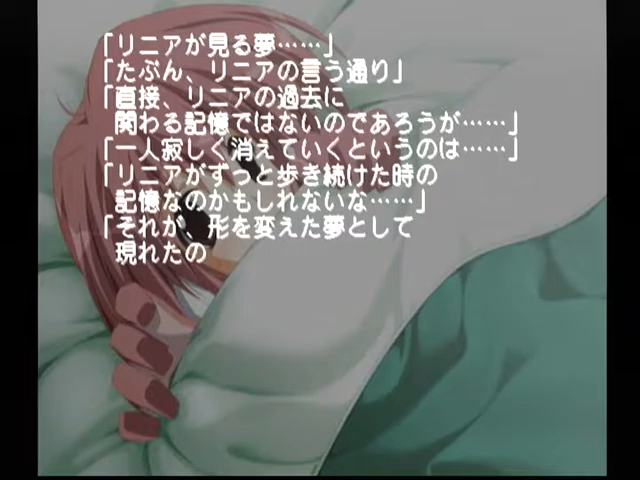 「リニアが見る夢……」
「たぶん、リニアの言う通り」
「直接、リニアの過去に
関わる記憶ではないのであろうが……」
「一人寂しく消えていくというのは……」
「リニアがずっと歩き続けた時の
記憶なのかもしれないな……」
「それが、形を変えた夢として
現れたの